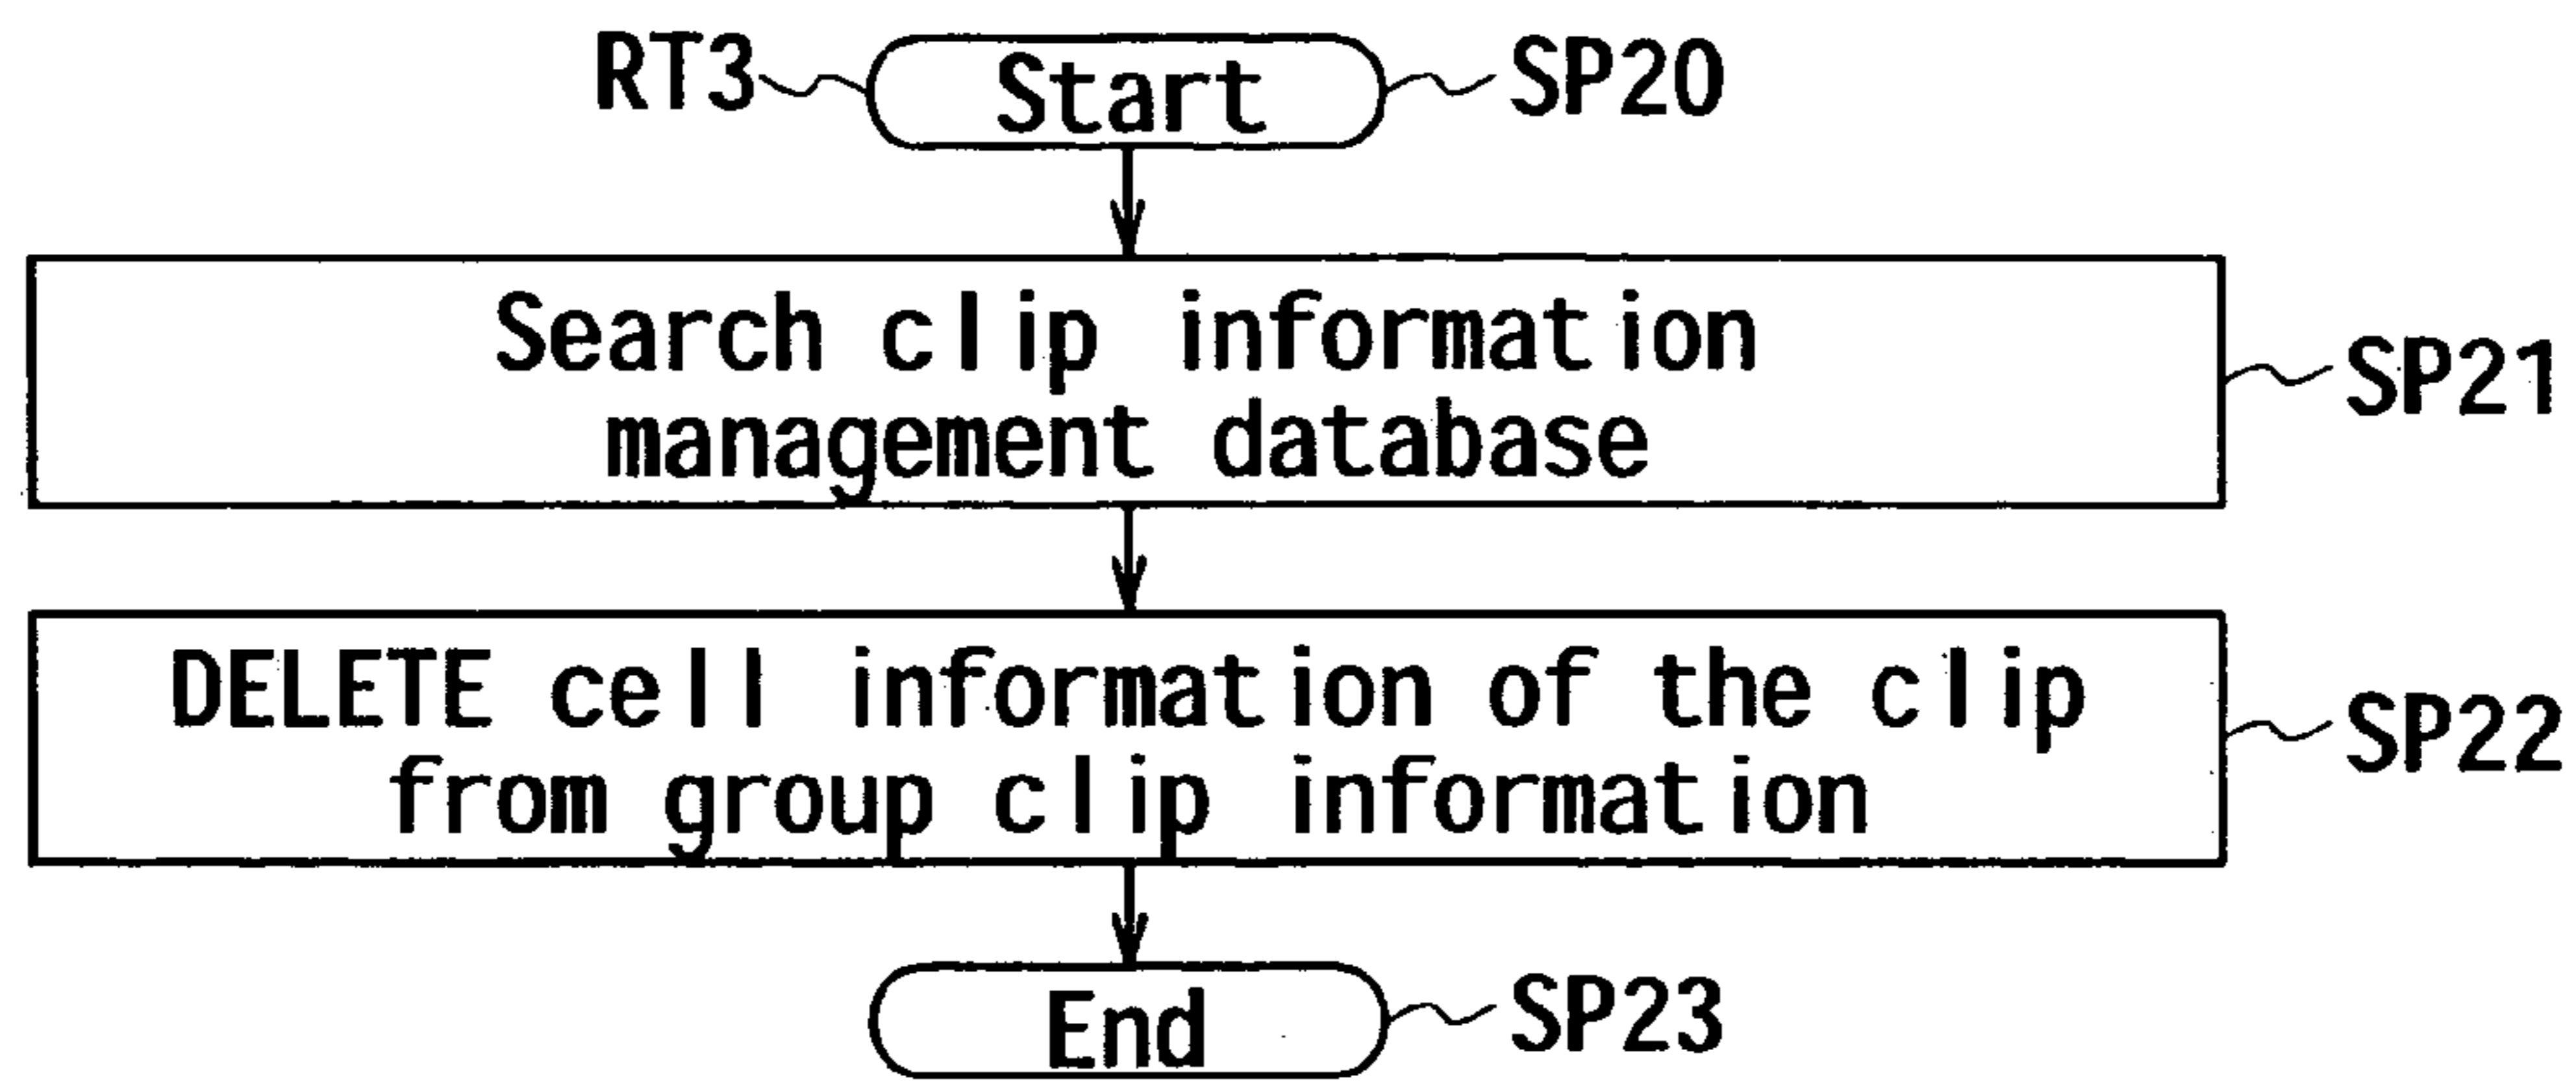 RT3 Start SP20
Search clip information
management database
SP21
DELETE cell information of the clip
from group clip information
SP22
End SP23